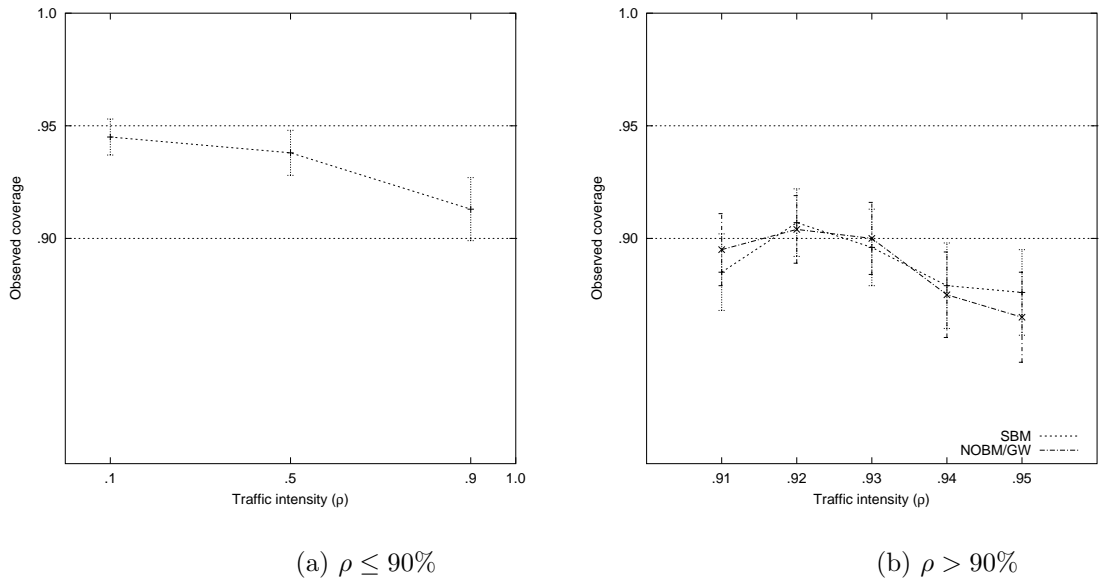 1.0
.95
.90
Observed coverage
.1
.5
.9
1.0
Traffic intensity (ρ)
(a) ρ ≤ 90%
1.0
.95
.90
Observed coverage
SBM
NOBM/GW
.91
.92
.93
.94
.95
Traffic intensity (ρ)
(b) ρ > 90%